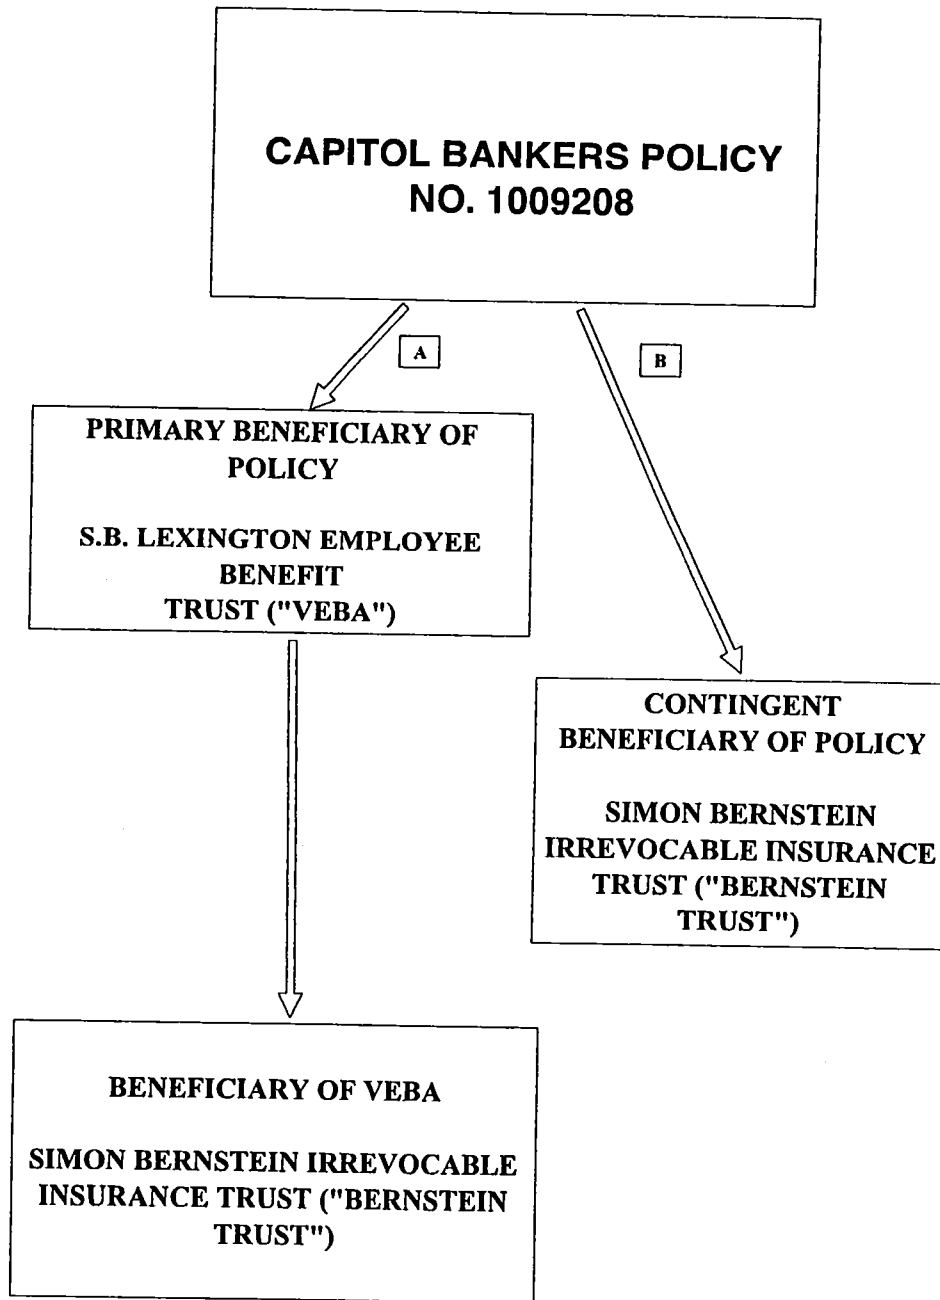 CAPITOL BANKERS POLICY
NO. 1009208
A
B
PRIMARY BENEFICIARY OF
POLICY
S.B. LEXINGTON EMPLOYEE
BENEFIT
TRUST ("VEBA")
CONTINGENT
BENEFICIARY OF POLICY
SIMON BERNSTEIN
IRREVOCABLE INSURANCE
TRUST ("BERNSTEIN
TRUST")
BENEFICIARY OF VEBA
SIMON BERNSTEIN IRREVOCABLE
INSURANCE TRUST ("BERNSTEIN
TRUST")